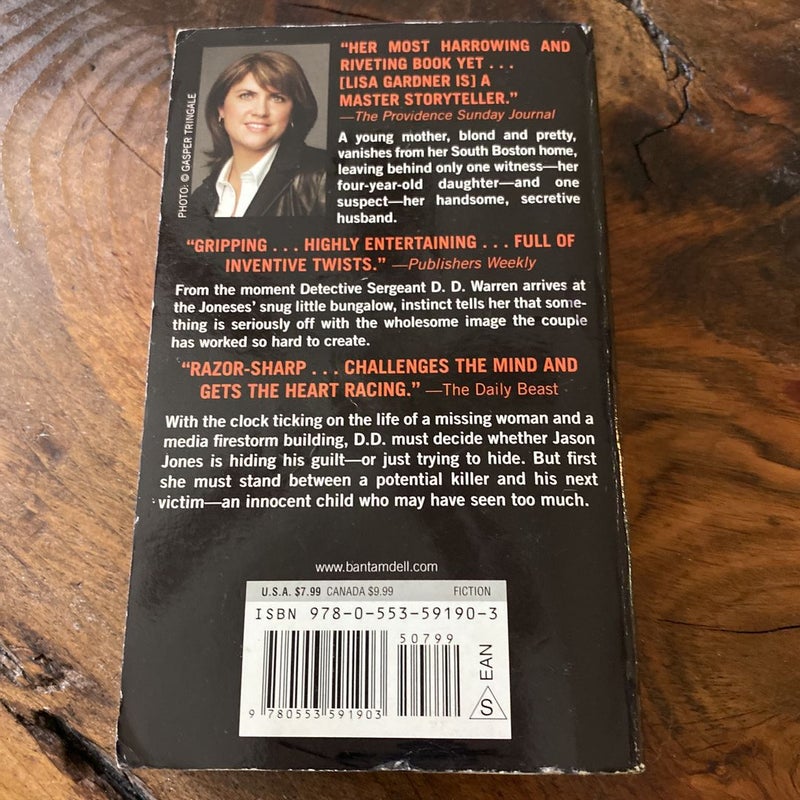 PHOTO: © GASPER TRINGALE
“HER MOST HARROWING AND
RIVETING BOOK YET . . .
[LISA GARDNER IS] A
MASTER STORYTELLER.”
—The Providence Sunday Journal
A young mother, blond and pretty,
vanishes from her South Boston home,
leaving behind only one witness—her
four-year-old daughter—and one
suspect—her handsome, secretive
husband.
“GRIPPING . . . HIGHLY ENTERTAINING . . . FULL OF
INVENTIVE TWISTS.” —Publishers Weekly
From the moment Detective Sergeant D. D. Warren arrives at
the Joneses’ snug little bungalow, instinct tells her that some-
thing is seriously off with the wholesome image the couple
has worked so hard to create.
“RAZOR-SHARP . . . CHALLENGES THE MIND AND
GETS THE HEART RACING.” —The Daily Beast
With the clock ticking on the life of a missing woman and a
media firestorm building, D.D. must decide whether Jason
Jones is hiding his guilt—or just trying to hide. But first
she must stand between a potential killer and his next
victim—an innocent child who may have seen too much.
www.bantamdell.com
U.S.A. $7.99 CANADA $9.99 FICTION
ISBN 978-0-553-59190-3
50799
EAN
S
9 780553 591903